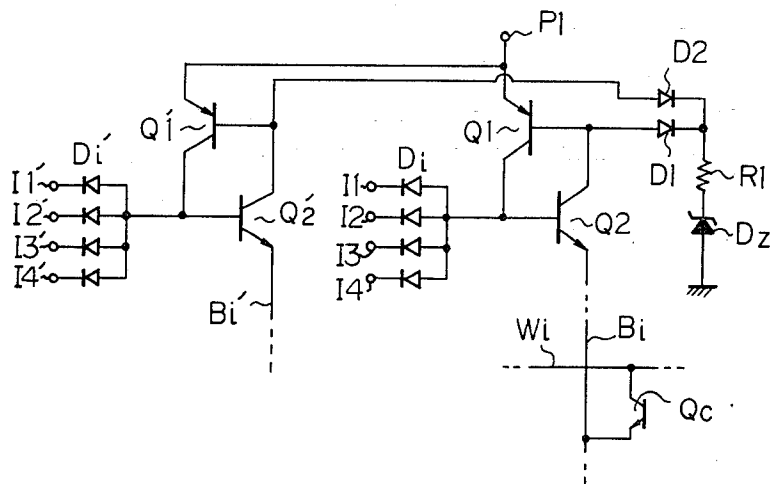 P1
D2
Q1'
Q1
D1
Di'
Di
R1
I1'
I1
I2'
Q2'
I2
Q2
Dz
I3'
I3
I4'
I4
Bi'
Wi
Bi
Qc